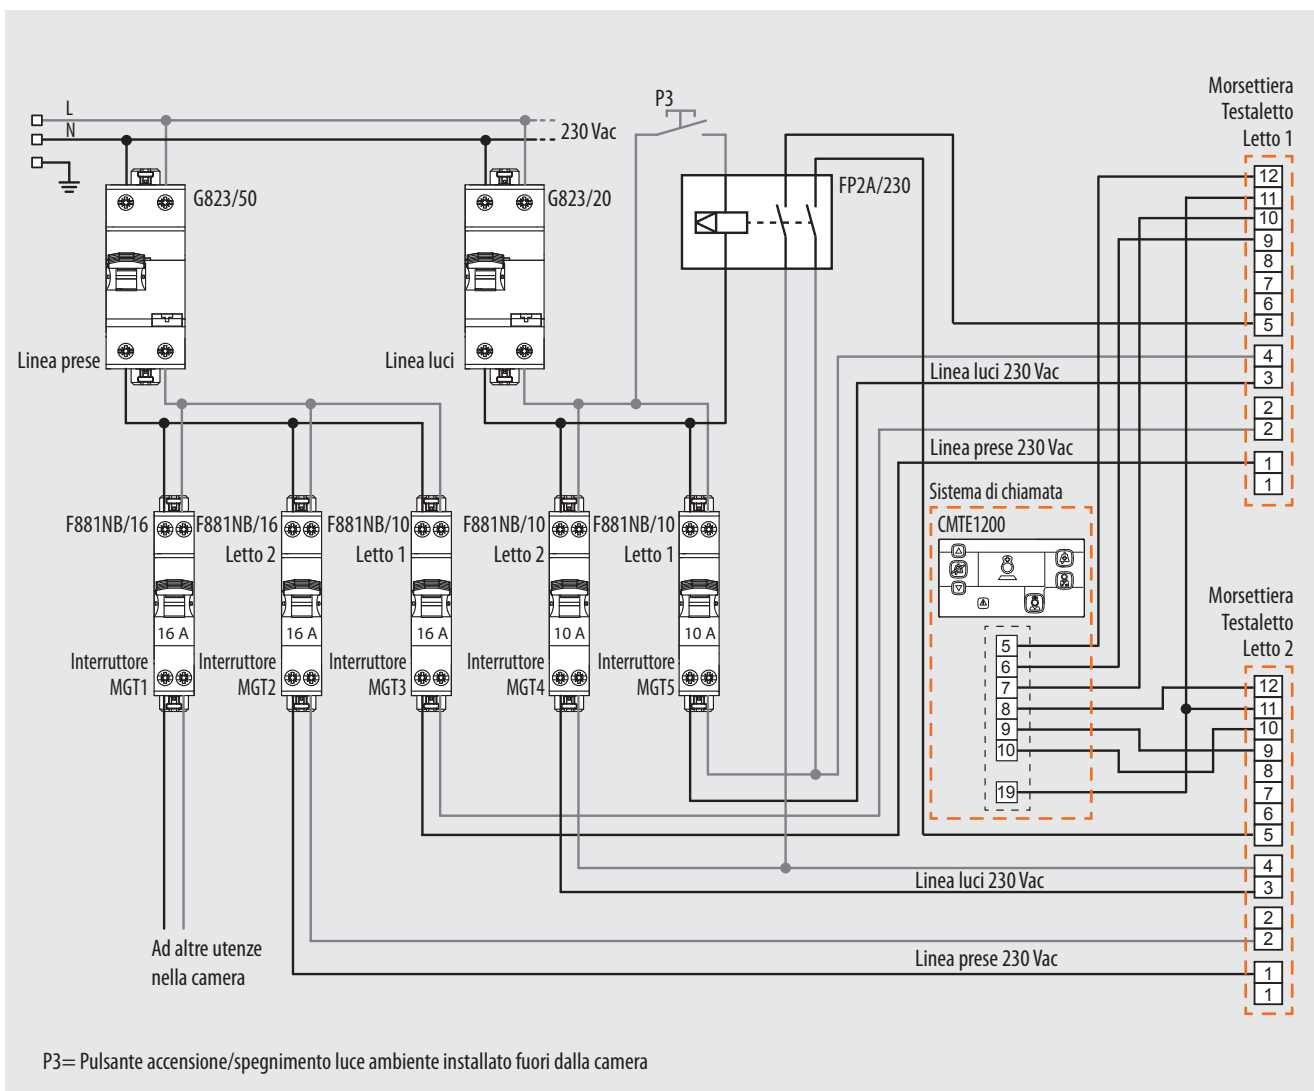 Morsettiera
Testaletto
Letto 1
L
N
230 Vac
P3
G823/50
G823/20
FP2A/230
12
11
10
9
8
7
6
5
4
3
2
2
1
1
Linea prese
Linea luci
Linea luci 230 Vac
Linea prese 230 Vac
Sistema di chiamata
CMTE1200
5
6
7
8
9
10
19
F881NB/16
F881NB/16
Letto 2
F881NB/10
Letto 1
F881NB/10
Letto 2
F881NB/10
Letto 1
16 A
16 A
16 A
10 A
10 A
Interruttore
MGT1
Interruttore
MGT2
Interruttore
MGT3
Interruttore
MGT4
Interruttore
MGT5
Morsettiera
Testaletto
Letto 2
12
11
10
9
8
7
6
5
4
3
2
2
1
1
Linea luci 230 Vac
Linea prese 230 Vac
Ad altre utenze
nella camera
P3= Pulsante accensione/spegnimento luce ambiente installato fuori dalla camera